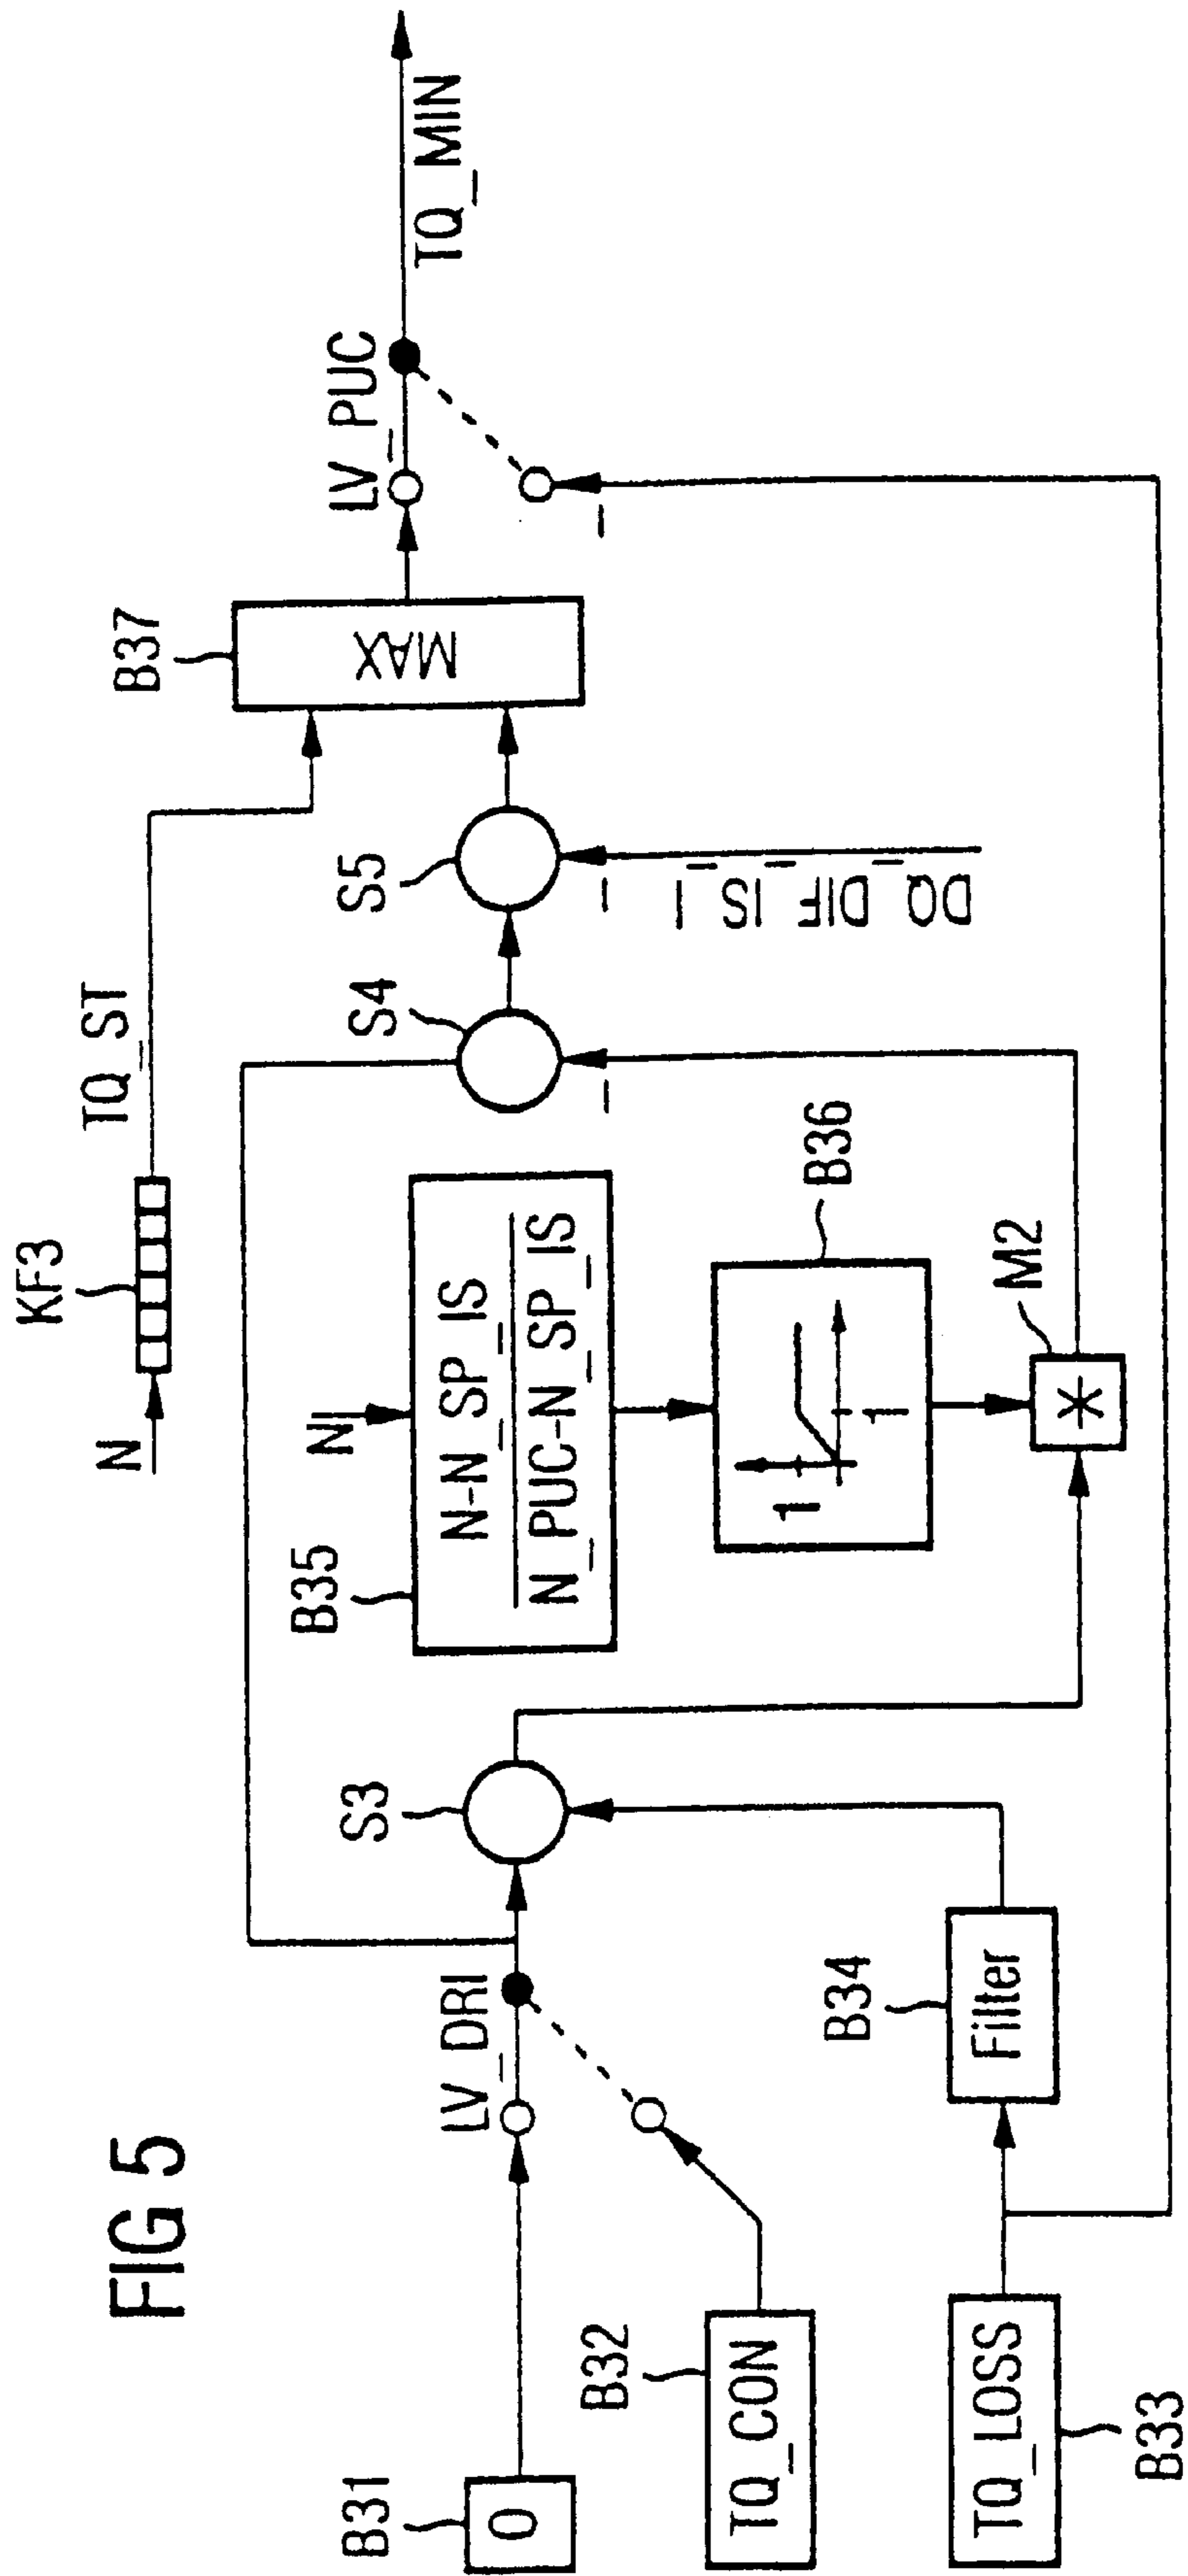 FIG 5
KF3
N
TQ_ST
B37
MAX
LV_PUC
TQ_MIN
B35
N
N-N_SP_IS
N_PUC-N_SP_IS
S4
S5
–
–
–
DQ_DIF_IS_I
B36
1
1
M2
*
S3
B31
0
LV_DRI
B32
TQ_CON
B34
Filter
TQ_LOSS
B33